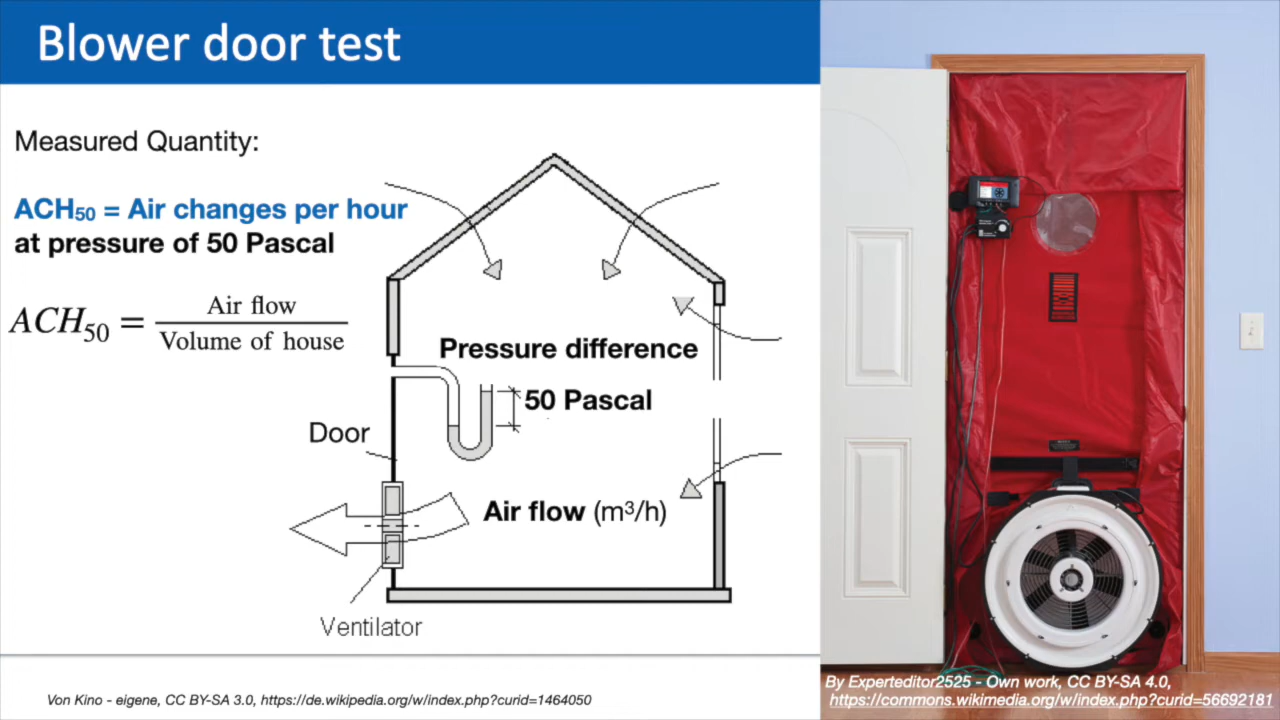 Blower door test
Measured Quantity:
ACH₅₀ = Air changes per hour
at pressure of 50 Pascal
ACH₅₀ = Air flow / Volume of house
Pressure difference
50 Pascal
Door
Air flow (m³/h)
Ventilator
Von Kino - eigene, CC BY-SA 3.0, https://de.wikipedia.org/w/index.php?curid=1464050
By Experteditor2525 - Own work, CC BY-SA 4.0,
https://commons.wikimedia.org/w/index.php?curid=56692181